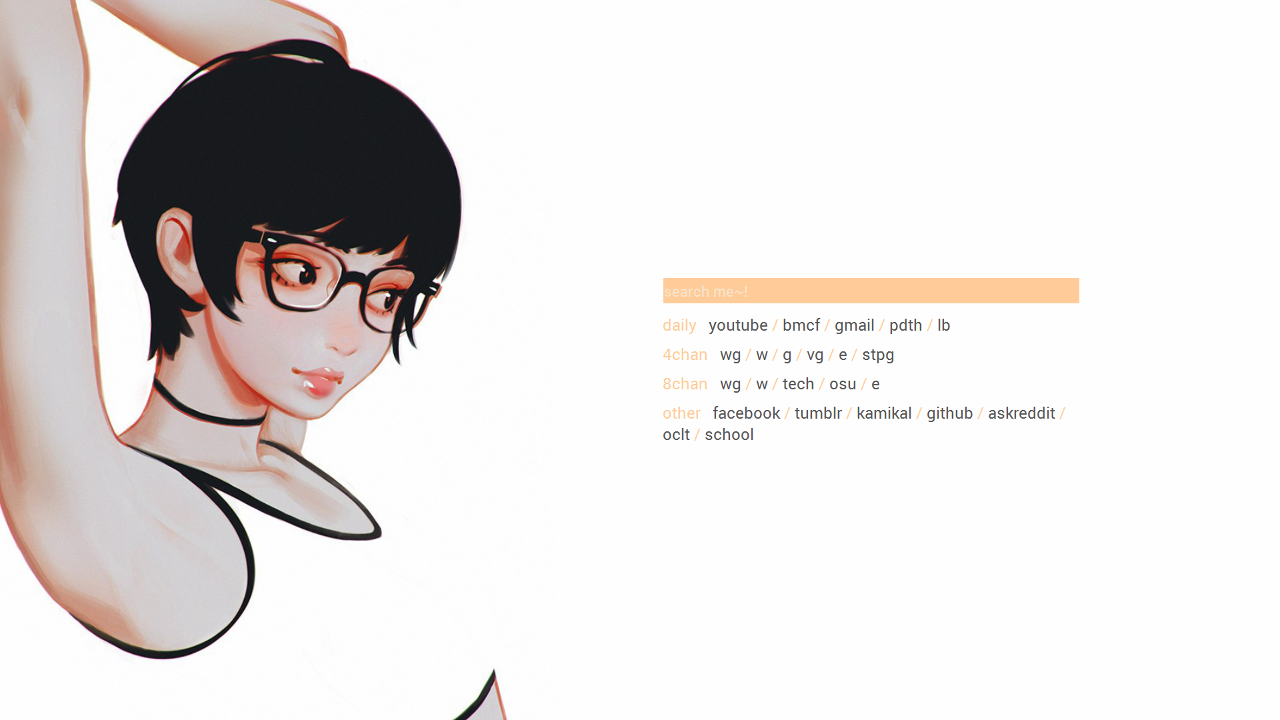 search me~!
daily youtube / bmcf / gmail / pdth / lb
4chan wg / w / g / vg / e / stpg
8chan wg / w / tech / osu / e
other facebook / tumblr / kamikal / github / askreddit /
oclt / school